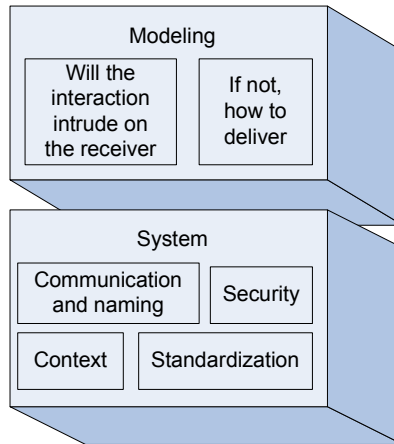 Modeling
Will the
interaction
intrude on
the receiver
If not,
how to
deliver
System
Communication
and naming
Security
Context
Standardization